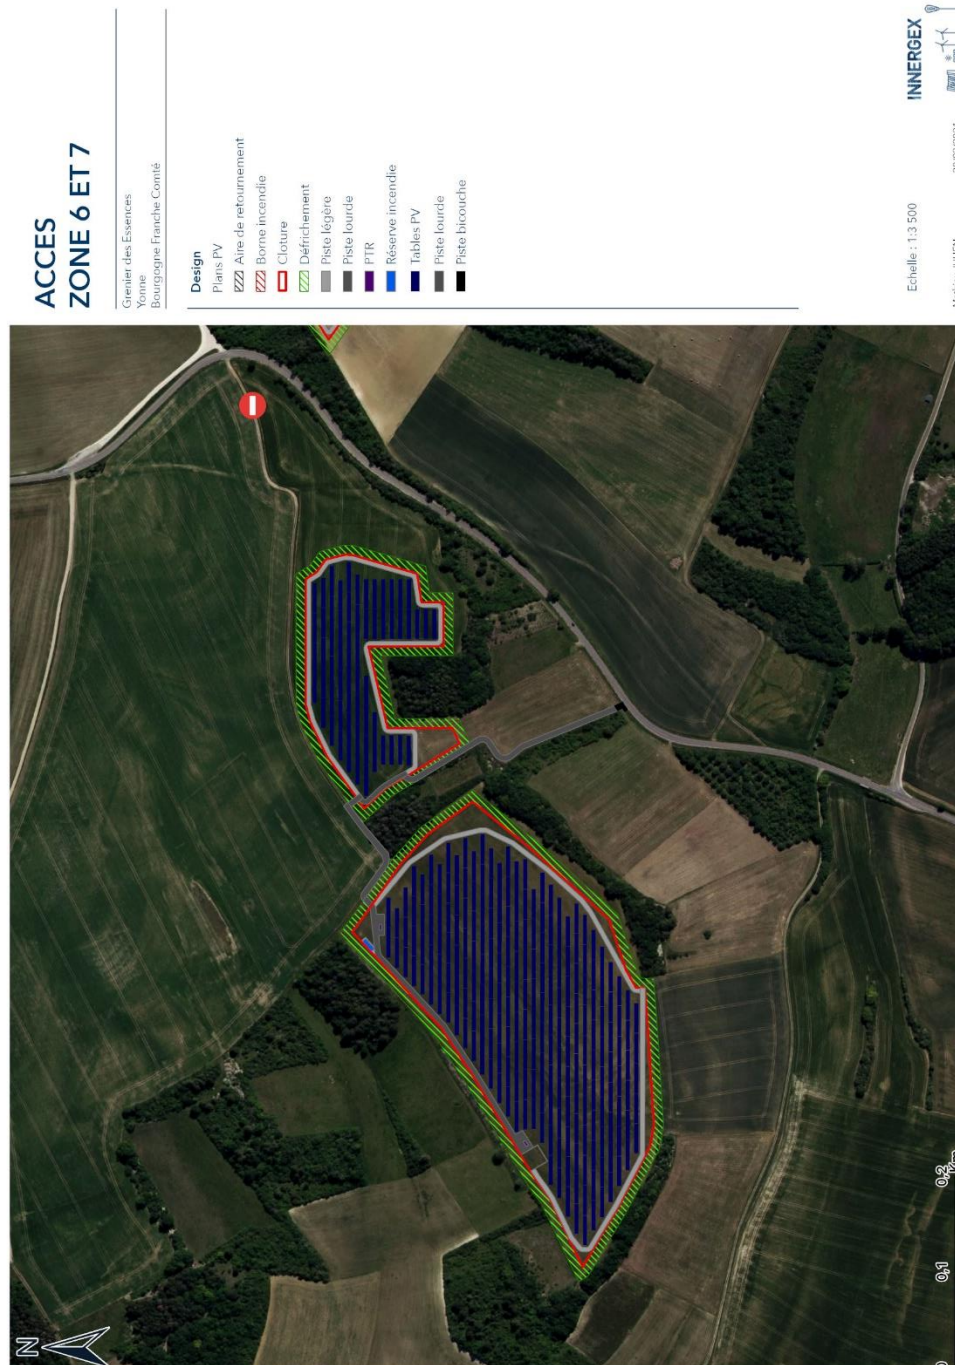 ACCES
ZONE 6 ET 7
Grenier des Essences
Yonne
Bourgogne Franche Comté
Design
Plans PV
Aire de retournement
Borne incendie
Cloture
Défrichement
Piste légère
Piste lourde
PTR
Réserve incendie
Tables PV
Piste lourde
Piste bicouche
Echelle : 1:3 500
INNERGEX
N
0,1
0,2